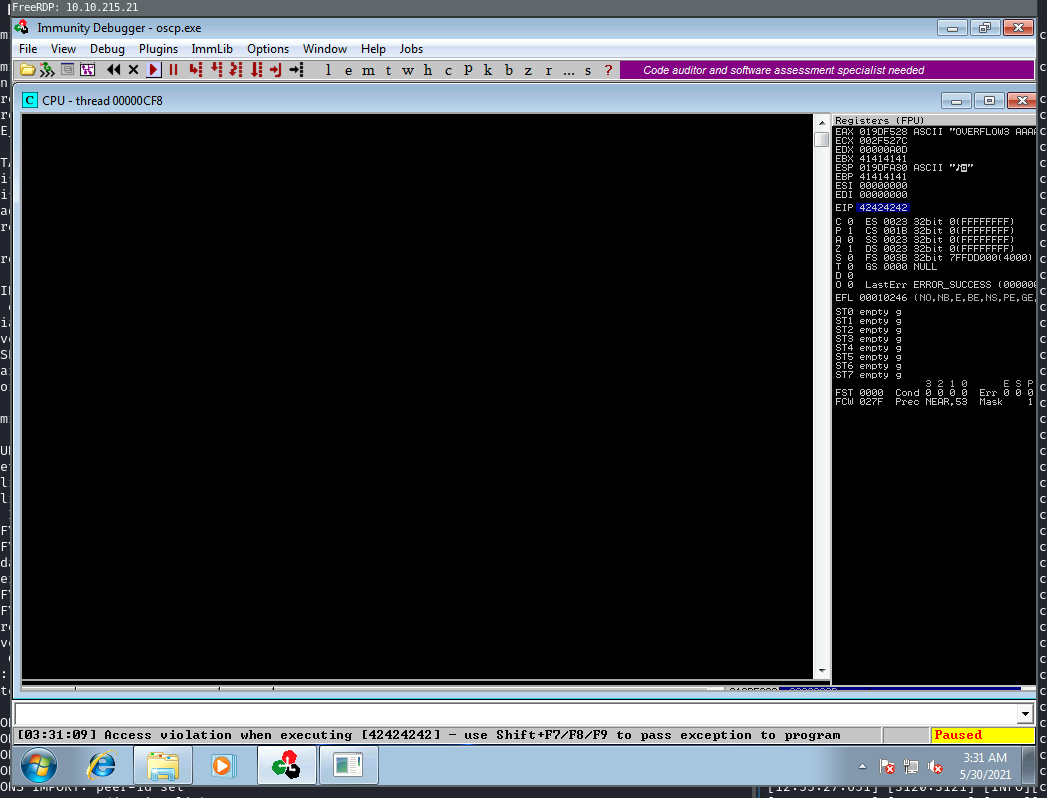 FreeRDP: 10.10.215.21
Immunity Debugger - oscp.exe
File View Debug Plugins ImmLib Options Window Help Jobs
l e m t w h c P k b z r ... s ?
Code auditor and software assessment specialist needed
CPU - thread 00000CF8
Registers (FPU)
EAX 019DF528 ASCII "OVERFLOW3 AAAA
ECX 002F527C
EDX 00000A0D
EBX 41414141
ESP 019DFA30 ASCII "♪◙"
EBP 41414141
ESI 00000000
EDI 00000000
EIP 42424242
C 0 ES 0023 32bit 0(FFFFFFFF)
P 1 CS 001B 32bit 0(FFFFFFFF)
A 0 SS 0023 32bit 0(FFFFFFFF)
Z 1 DS 0023 32bit 0(FFFFFFFF)
S 0 FS 003B 32bit 7FFDD000(4000)
T 0 GS 0000 NULL
D 0
O 0 LastErr ERROR_SUCCESS (000000
EFL 00010246 (NO,NB,E,BE,NS,PE,GE,
ST0 empty g
ST1 empty g
ST2 empty g
ST3 empty g
ST4 empty g
ST5 empty g
ST6 empty g
ST7 empty g
3 2 1 0 E S P
FST 0000 Cond 0 0 0 0 Err 0 0 0
FCW 027F Prec NEAR,53 Mask 1
[03:31:09] Access violation when executing [42424242] - use Shift+F7/F8/F9 to pass exception to program
Paused
3:31 AM
5/30/2021
IMPORT: peer-id set